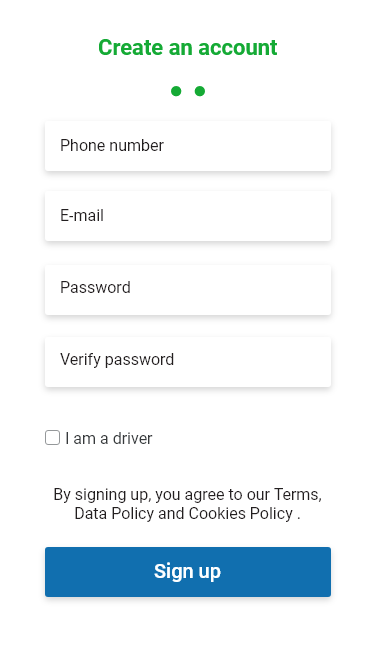 Create an account
Phone number
E-mail
Password
Verify password
I am a driver
By signing up, you agree to our Terms,
Data Policy and Cookies Policy .
Sign up